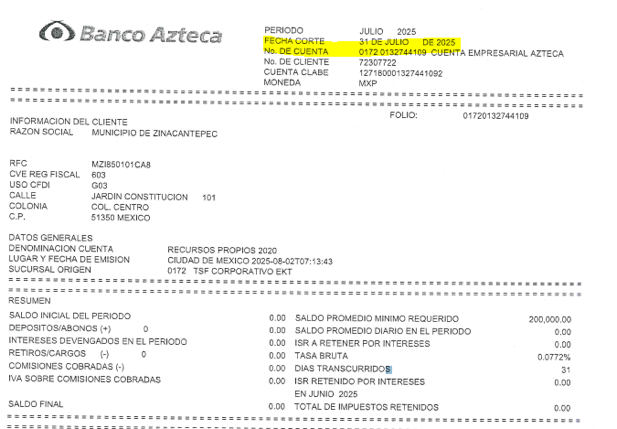 Banco Azteca
PERIODO JULIO 2025
FECHA CORTE 31 DE JULIO DE 2025
No. DE CUENTA 0172 0132744109 CUENTA EMPRESARIAL AZTECA
No. DE CLIENTE 72307722
CUENTA CLABE 127180001327441092
MONEDA MXP
FOLIO: 01720132744109
INFORMACION DEL CLIENTE
RAZON SOCIAL MUNICIPIO DE ZINACANTEPEC
RFC MZI850101CA8
CVE REG FISCAL 603
USO CFDI G03
CALLE JARDIN CONSTITUCION 101
COLONIA COL. CENTRO
C.P. 51350 MEXICO
DATOS GENERALES
DENOMINACION CUENTA RECURSOS PROPIOS 2020
LUGAR Y FECHA DE EMISION CIUDAD DE MEXICO 2025-08-02T07:13:43
SUCURSAL ORIGEN 0172 TSF CORPORATIVO EKT
RESUMEN
SALDO INICIAL DEL PERIODO 0.00 SALDO PROMEDIO MINIMO REQUERIDO 200,000.00
DEPOSITOS/ABONOS (+) 0 0.00 SALDO PROMEDIO DIARIO EN EL PERIODO 0.00
INTERESES DEVENGADOS EN EL PERIODO 0.00 ISR A RETENER POR INTERESES 0.00
RETIROS/CARGOS (-) 0 0.00 TASA BRUTA 0.0772%
COMISIONES COBRADAS (-) 0.00 DIAS TRANSCURRIDOS 31
IVA SOBRE COMISIONES COBRADAS 0.00 ISR RETENIDO POR INTERESES 0.00
EN JUNIO 2025
SALDO FINAL 0.00 TOTAL DE IMPUESTOS RETENIDOS 0.00